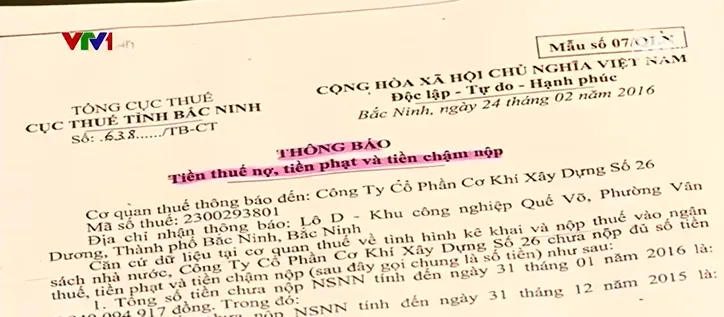 VTV1
Mẫu số 07/QLN
TỔNG CỤC THUẾ
CỤC THUẾ TỈNH BẮC NINH
Số: .638....../TB-CT
CỘNG HÒA XÃ HỘI CHỦ NGHĨA VIỆT NAM
Độc lập - Tự do - Hạnh phúc
Bắc Ninh, ngày 24 tháng 02 năm 2016
THÔNG BÁO
Tiền thuế nợ, tiền phạt và tiền chậm nộp
Cơ quan thuế thông báo đến: Công Ty Cổ Phần Cơ Khí Xây Dựng Số 26
Mã số thuế: 2300293801
Địa chỉ nhận thông báo: Lô D - Khu công nghiệp Quế Võ, Phường Vân
Dương, Thành phố Bắc Ninh, Bắc Ninh
Căn cứ dữ liệu tại cơ quan thuế về tình hình kê khai và nộp thuế vào ngân
sách nhà nước, Công Ty Cổ Phần Cơ Khí Xây Dựng Số 26 chưa nộp đủ số tiền
thuế, tiền phạt và tiền chậm nộp (sau đây gọi chung là số tiền) như sau:
1. Tổng số tiền chưa nộp NSNN tính đến ngày 31 tháng 01 năm 2016 là:
094.917 đồng. Trong đó:
chưa nộp NSNN tính đến ngày 31 tháng 12 năm 2015 là: